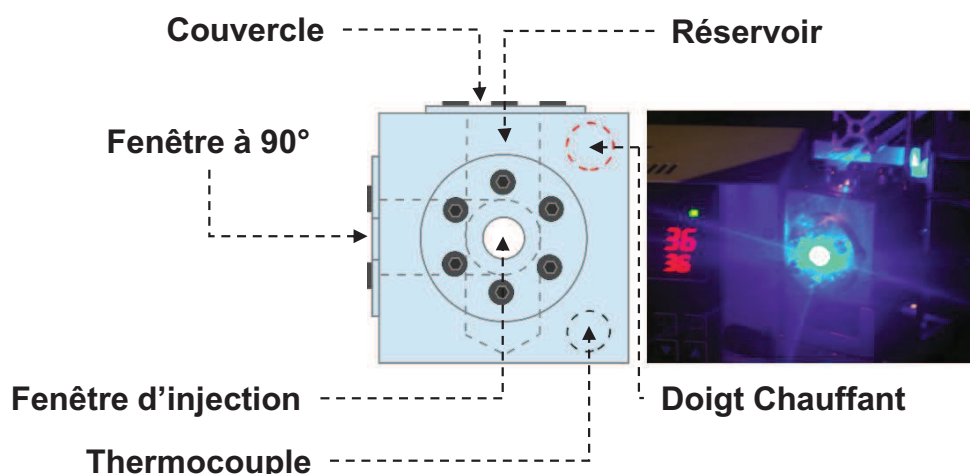 Couvercle
Réservoir
Fenêtre à 90°
36
36
Fenêtre d'injection
Doigt Chauffant
Thermocouple